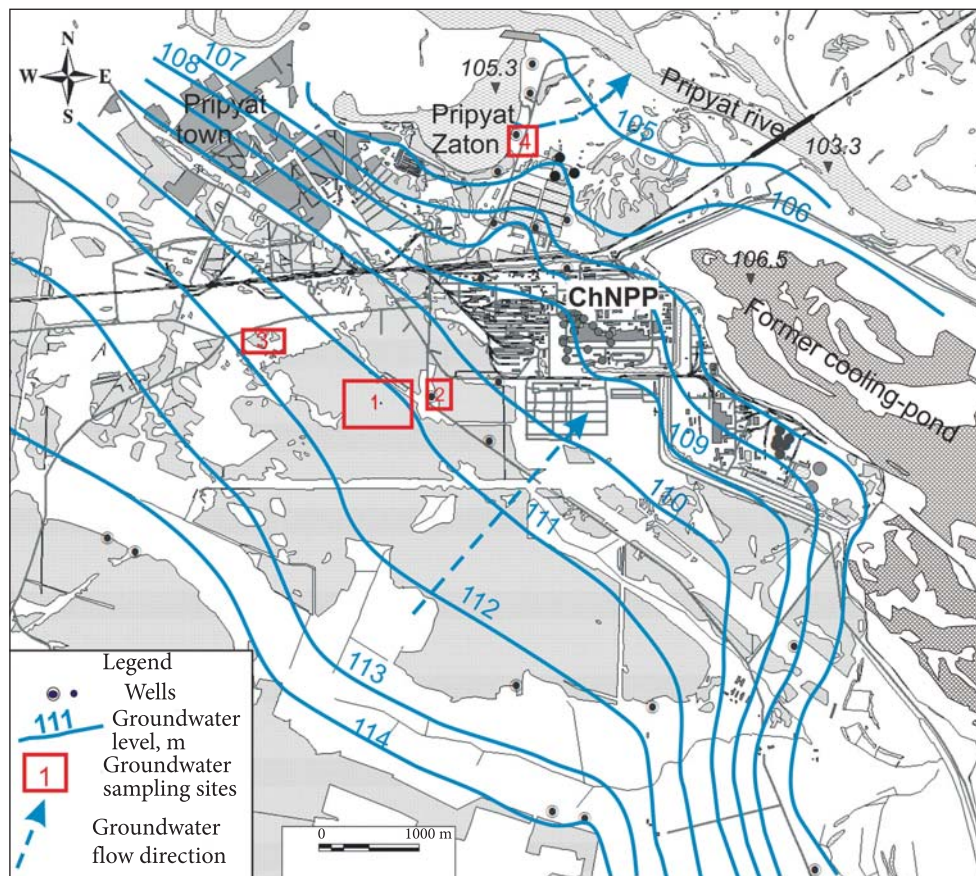 N
W E
S
107
108
Pripyat
town
105.3
Pripyat
Zaton
4
Pripyat rive
105
103.3
106
106.5
ChNPP
Former cooling-pond
3
1
2
109
110
111
112
113
114
Legend
Wells
111
Groundwater
level, m
1
Groundwater
sampling sites
Groundwater
flow direction
0 1000 m